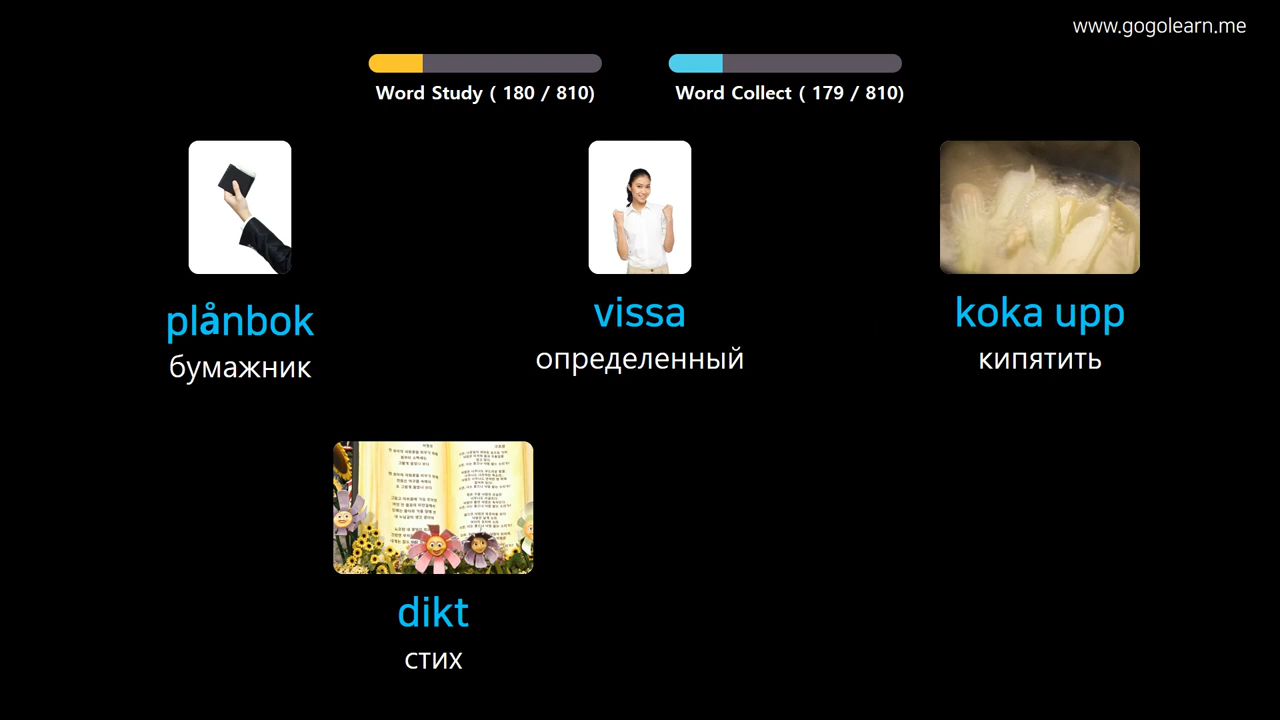 www.gogolearn.me
Word Study ( 180 / 810)
Word Collect ( 179 / 810)
plånbok
бумажник
vissa
определенный
koka upp
кипятить
dikt
стих